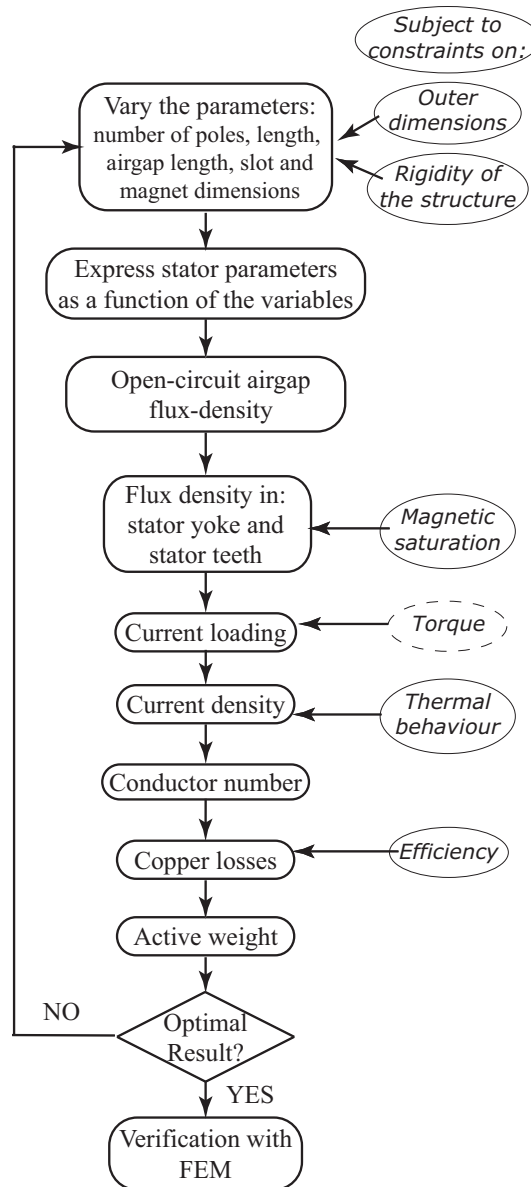 Subject to
constraints on:
Vary the parameters:
number of poles, length,
airgap length, slot and
magnet dimensions
Outer
dimensions
Rigidity of
the structure
Express stator parameters
as a function of the variables
Open-circuit airgap
flux-density
Flux density in:
stator yoke and
stator teeth
Magnetic
saturation
Current loading
Torque
Current density
Thermal
behaviour
Conductor number
Copper losses
Efficiency
Active weight
NO
Optimal
Result?
YES
Verification with
FEM